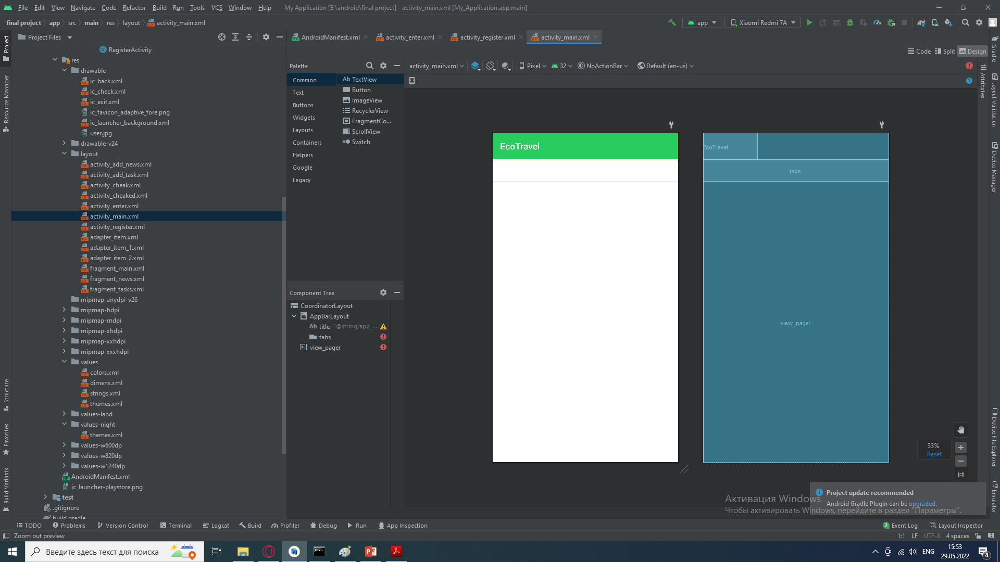 File Edit View Navigate Code Refactor Build Run Tools VCS Window Help My Application [E:\android\final project] - activity_main.xml [My_Application.app.main]
final project app src main res layout activity_main.xml
app Xiaomi Redmi 7A
Project Files
AndroidManifest.xml activity_enter.xml activity_register.xml activity_main.xml
Code Split Design
Project
Resource Manager
Structure
Favorites
Build Variants
RegisterActivity
res
drawable
ic_back.xml
ic_check.xml
ic_exit.xml
ic_favicon_adaptive_fore.png
ic_launcher_background.xml
user.jpg
drawable-v24
layout
activity_add_news.xml
activity_add_task.xml
activity_cheak.xml
activity_cheaked.xml
activity_enter.xml
activity_main.xml
activity_register.xml
adapter_item.xml
adapter_item_1.xml
adapter_item_2.xml
fragment_main.xml
fragment_news.xml
fragment_tasks.xml
mipmap-anydpi-v26
mipmap-hdpi
mipmap-mdpi
mipmap-xhdpi
mipmap-xxhdpi
mipmap-xxxhdpi
values
colors.xml
dimens.xml
strings.xml
themes.xml
values-land
values-night
themes.xml
values-w600dp
values-w820dp
values-w1240dp
AndroidManifest.xml
ic_launcher-playstore.png
test
.gitignore
build.gradle
Palette
Common
Text
Buttons
Widgets
Layouts
Containers
Helpers
Google
Legacy
Ab TextView
Button
ImageView
RecyclerView
FragmentCo...
ScrollView
Switch
Component Tree
CoordinatorLayout
AppBarLayout
Ab title "@string/app_...
tabs
view_pager
activity_main.xml Pixel 32 NoActionBar Default (en-us)
EcoTravel
EcoTravel
tabs
view_pager
33%
Reset
1:1
Активация Windows
Чтобы активировать Windows, перейдите в раздел "Параметры".
Project update recommended
Android Gradle Plugin can be upgraded.
Gradle
Attributes
Layout Validation
Device Manager
Device File Explorer
Emulator
TODO Problems Version Control Terminal Logcat Build Profiler Debug Run App Inspection
2 Event Log Layout Inspector
Zoom out preview
1:1 LF UTF-8 4 spaces
Введите здесь текст для поиска
ENG
15:53
29.05.2022
4